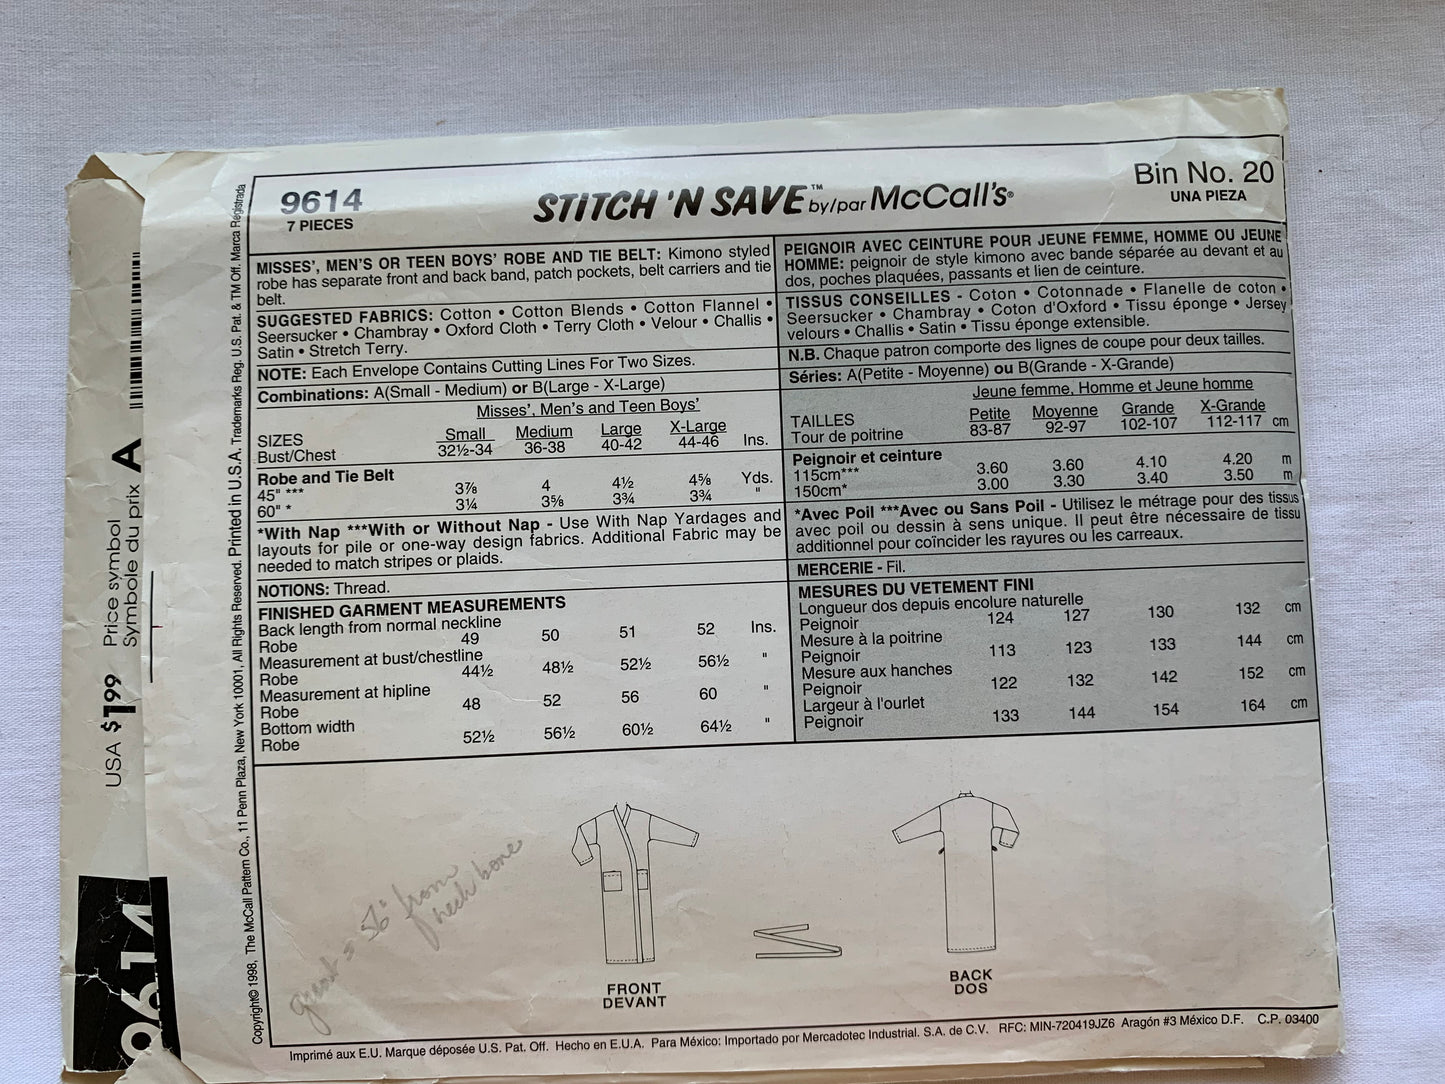 9614
7 PIECES
STITCH 'N SAVE™ by/par McCall's®
Bin No. 20
UNA PIEZA
MISSES', MEN'S OR TEEN BOYS' ROBE AND TIE BELT: Kimono styled
robe has separate front and back band, patch pockets, belt carriers and tie
belt.
SUGGESTED FABRICS: Cotton • Cotton Blends • Cotton Flannel •
Seersucker • Chambray • Oxford Cloth • Terry Cloth • Velour • Challis •
Satin • Stretch Terry.
NOTE: Each Envelope Contains Cutting Lines For Two Sizes.
Combinations: A(Small - Medium) or B(Large - X-Large)
Misses', Men's and Teen Boys'
SIZES Small Medium Large X-Large
Bust/Chest 32½-34 36-38 40-42 44-46 Ins.
Robe and Tie Belt
45" *** 3⅞ 4 4½ 4⅝ Yds.
60" * 3¼ 3⅝ 3¾ 3¾ "
*With Nap ***With or Without Nap - Use With Nap Yardages and
layouts for pile or one-way design fabrics. Additional Fabric may be
needed to match stripes or plaids.
NOTIONS: Thread.
FINISHED GARMENT MEASUREMENTS
Back length from normal neckline
Robe 49 50 51 52 Ins.
Measurement at bust/chestline
Robe 44½ 48½ 52½ 56½ "
Measurement at hipline
Robe 48 52 56 60 "
Bottom width
Robe 52½ 56½ 60½ 64½ "
PEIGNOIR AVEC CEINTURE POUR JEUNE FEMME, HOMME OU JEUNE
HOMME: peignoir de style kimono avec bande séparée au devant et au
dos, poches plaquées, passants et lien de ceinture.
TISSUS CONSEILLES - Coton • Cotonnade • Flanelle de coton •
Seersucker • Chambray • Coton d'Oxford • Tissu éponge • Jersey
velours • Challis • Satin • Tissu éponge extensible.
N.B. Chaque patron comporte des lignes de coupe pour deux tailles.
Séries: A(Petite - Moyenne) ou B(Grande - X-Grande)
Jeune femme, Homme et Jeune homme
TAILLES Petite Moyenne Grande X-Grande
Tour de poitrine 83-87 92-97 102-107 112-117 cm
Peignoir et ceinture
115cm*** 3.60 3.60 4.10 4.20 m
150cm* 3.00 3.30 3.40 3.50 m
*Avec Poil ***Avec ou Sans Poil - Utilisez le métrage pour des tissus
avec poil ou dessin à sens unique. Il peut être nécessaire de tissu
additionnel pour coïncider les rayures ou les carreaux.
MERCERIE - Fil.
MESURES DU VETEMENT FINI
Longueur dos depuis encolure naturelle
Peignoir 124 127 130 132 cm
Mesure à la poitrine
Peignoir 113 123 133 144 cm
Mesure aux hanches
Peignoir 122 132 142 152 cm
Largeur à l'ourlet
Peignoir 133 144 154 164 cm
= 56" from
neck bone
FRONT
DEVANT
BACK
DOS
Imprimé aux E.U. Marque déposée U.S. Pat. Off. Hecho en E.U.A. Para México: Importado por Mercadotec Industrial. S.A. de C.V. RFC: MIN-720419JZ6 Aragón #3 México D.F. C.P. 03400
Copyright© 1998, The McCall Pattern Co., 11 Penn Plaza, New York 10001, All Rights Reserved. Printed in U.S.A. Trademarks Reg. U.S. Pat. & TM Off. Marca Registrada
USA $1.99 Price symbol
Symbole du prix A
9614